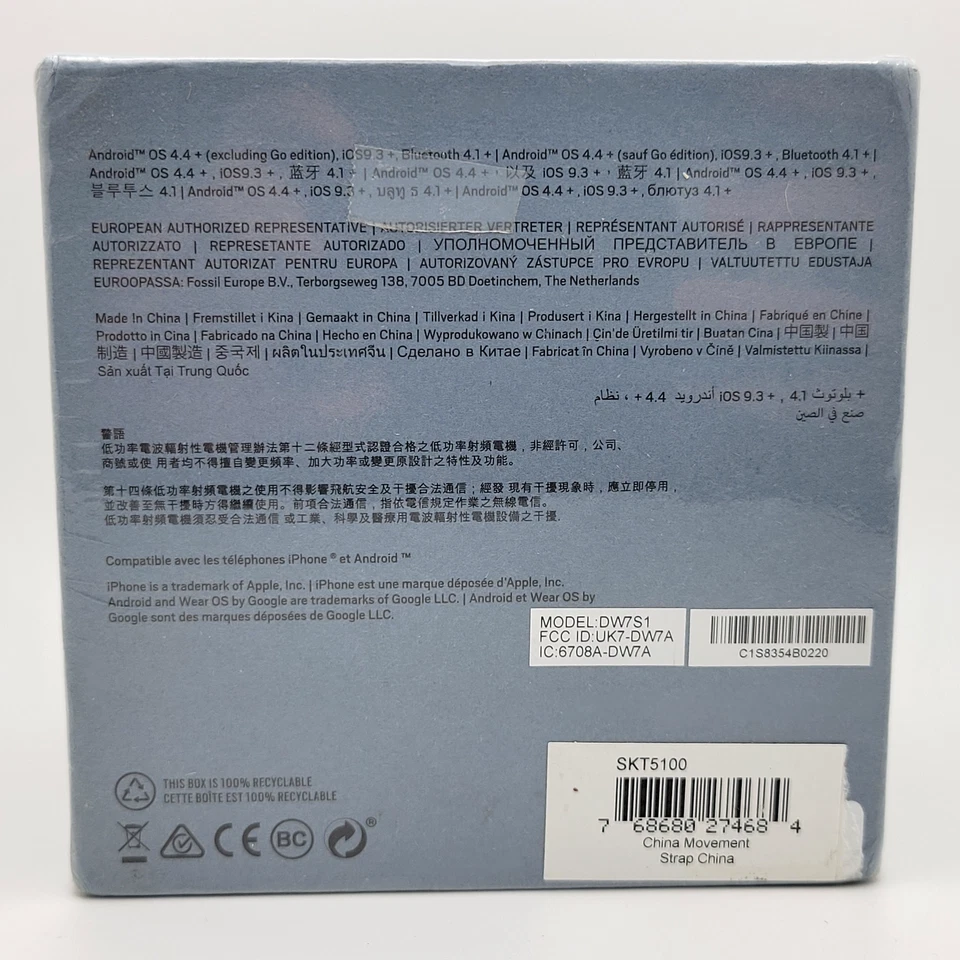 Android™ OS 4.4 + (excluding Go edition), iOS9.3 +, Bluetooth 4.1 + | Android™ OS 4.4 + (sauf Go édition), iOS9.3 + , Bluetooth 4.1 + |
Android™ OS 4.4 + , iOS9.3 + , 蓝牙 4.1 + | Android™ OS 4.4 + , 以及 iOS 9.3 + , 藍牙 4.1 | Android™ OS 4.4 + , iOS 9.3 + ,
블루투스 4.1 | Android™ OS 4.4 + , iOS 9.3 + , บลูทู ธ 4.1 + | Android™ OS 4.4 + , iOS 9.3 + , блютуз 4.1 +
EUROPEAN AUTHORIZED REPRESENTATIVE | AUTORISIERTER VERTRETER | REPRÉSENTANT AUTORISÉ | RAPPRESENTANTE
AUTORIZZATO | REPRESETANTE AUTORIZADO | УПОЛНОМОЧЕННЫЙ ПРЕДСТАВИТЕЛЬ В ЕВРОПЕ |
REPREZENTANT AUTORIZAT PENTRU EUROPA | AUTORIZOVANÝ ZÁSTUPCE PRO EVROPU | VALTUUTETTU EDUSTAJA
EUROOPASSA: Fossil Europe B.V., Terborgseweg 138, 7005 BD Doetinchem, The Netherlands
Made !n China | Fremstillet i Kina | Gemaakt in China | Tillverkad i Kina | Produsert i Kina | Hergestellt in China | Fabriqué en Chine |
Prodotto in Cina | Fabricado na China | Hecho en China | Wyprodukowano w Chinach | Çin'de Üretilmi tir | Buatan Cina | 中国製 | 中国
制造 | 中國製造 | 중국제 | ผลิตในประเทศจีน | Сделано в Китае | Fabricat în China | Vyrobeno v Číně | Valmistettu Kiinassa |
Sản xuất Tại Trung Quốc
+ بلوتوث 4.1 , + iOS 9.3 أندرويد 4.4 + ، نظام
صنع في الصين
警語
低功率電波輻射性電機管理辦法第十二條經型式認證合格之低功率射頻電機，非經許可，公司、
商號或使 用者均不得擅自變更頻率、加大功率或變更原設計之特性及功能。
第十四條低功率射頻電機之使用不得影響飛航安全及干擾合法通信；經發 現有干擾現象時，應立即停用，
並改善至無干擾時方得繼續使用。前項合法通信，指依電信規定作業之無線電信。
低功率射頻電機須忍受合法通信 或工業、科學及醫療用電波輻射性電機設備之干擾.
Compatible avec les téléphones iPhone ® et Android ™
iPhone is a trademark of Apple, Inc. | iPhone est une marque déposée d'Apple, Inc.
Android and Wear OS by Google are trademarks of Google LLC. | Android et Wear OS by
Google sont des marques déposées de Google LLC.
MODEL:DW7S1
FCC ID:UK7-DW7A
IC:6708A-DW7A
C1S8354B0220
THIS BOX IS 100% RECYCLABLE
CETTE BOÎTE EST 100% RECYCLABLE
CE BC ®
SKT5100
7 68680 27468 4
China Movement
Strap China